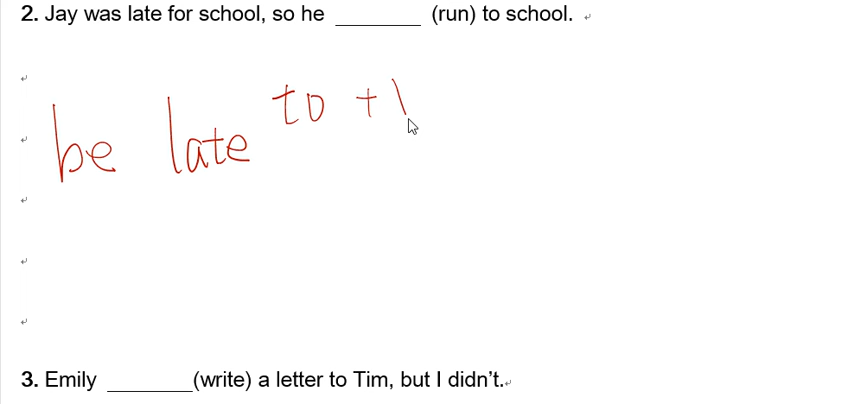 2. Jay was late for school, so he ________ (run) to school.
be late to + \
3. Emily ________(write) a letter to Tim, but I didn't.